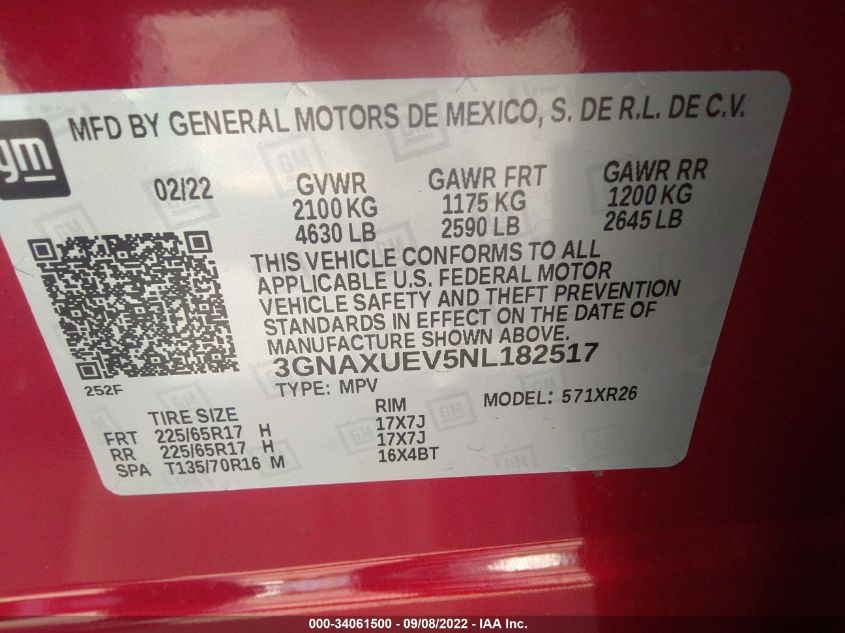 gm
MFD BY GENERAL MOTORS DE MEXICO, S. DE R.L. DE C.V.
02/22
GVWR
2100 KG
4630 LB
GAWR FRT
1175 KG
2590 LB
GAWR RR
1200 KG
2645 LB
THIS VEHICLE CONFORMS TO ALL
APPLICABLE U.S. FEDERAL MOTOR
VEHICLE SAFETY AND THEFT PREVENTION
STANDARDS IN EFFECT ON THE DATE OF
MANUFACTURE SHOWN ABOVE.
3GNAXUEV5NL182517
252F
TYPE: MPV
MODEL: 571XR26
TIRE SIZE RIM
FRT 225/65R17 H 17X7J
RR 225/65R17 H 17X7J
SPA T135/70R16 M 16X4BT
000-34061500 - 09/08/2022 - IAA Inc.